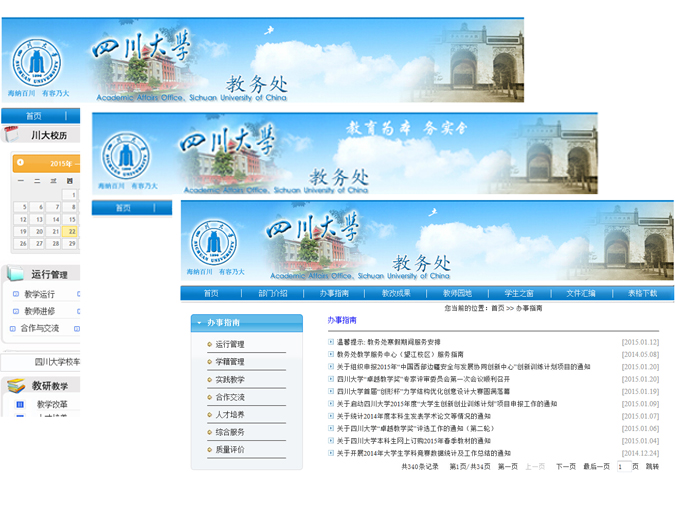 四川大学
教务处
Academic Affairs Office, Sichuan University of China
海纳百川 有容乃大
首页
川大校历
2015年
一 二 三 四
1
5 6 7 8
12 13 14 15
19 20 21 22
26 27 28 29
运行管理
教学运行
教师进修
合作与交流
四川大学校车
教研教学
教学改革
四川大学
教育为本 务实舍
教务处
Academic Affairs Office, Sichuan University of China
海纳百川 有容乃大
首页
四川大学
教务处
Academic Affairs Office, Sichuan University of China
海纳百川 有容乃大
首页 部门介绍 办事指南 教改成果 教师园地 学生之窗 文件汇编 表格下载
您当前的位置：首页 >> 办事指南
办事指南
运行管理
学籍管理
实践教学
合作交流
人才培养
综合服务
质量评价
办事指南
温馨提示: 教务处寒假期间服务安排 [2015.01.12]
教务处教学服务中心（望江校区）服务指南 [2014.05.08]
关于组织申报2015年“中国西部边疆安全与发展协同创新中心”创新训练计划项目的通知 [2015.01.20]
四川大学“卓越教学奖”专家评审委员会第一次会议顺利召开 [2015.01.20]
四川大学首届“创形杯”力学结构优化创意设计大赛圆满落幕 [2015.01.19]
关于启动四川大学2015年度“大学生创新创业训练计划”项目申报工作的通知 [2015.01.09]
关于统计2014年度本科生发表学术论文等情况的通知 [2015.01.07]
关于四川大学“卓越教学奖”评选工作的通知（第二轮） [2015.01.06]
关于四川大学本科生网上订购2015年春季教材的通知 [2015.01.04]
关于开展2014年大学生学科竞赛数据统计及工作总结的通知 [2014.12.24]
共340条记录 第1页/共34页 第一页 上一页 下一页 最后一页 1 页 跳转